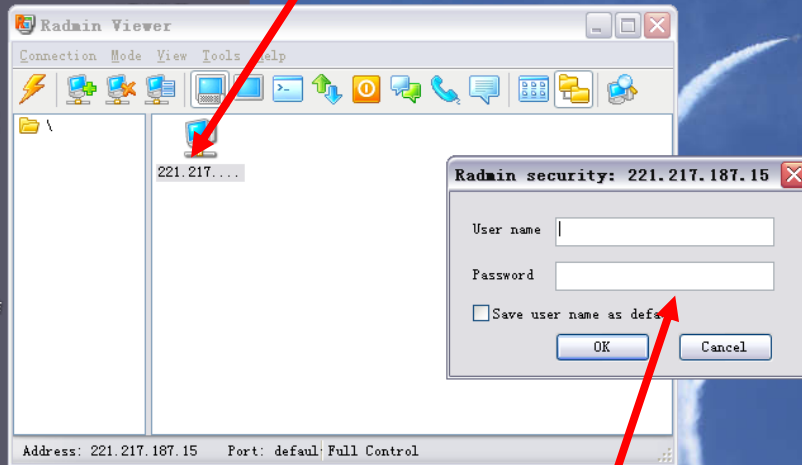 Radmin Viewer
Connection Mode View Tools Help
\
221.217....
Radmin security: 221.217.187.15
User name
Password
Save user name as defa
OK
Cancel
Address: 221.217.187.15 Port: defaul Full Control